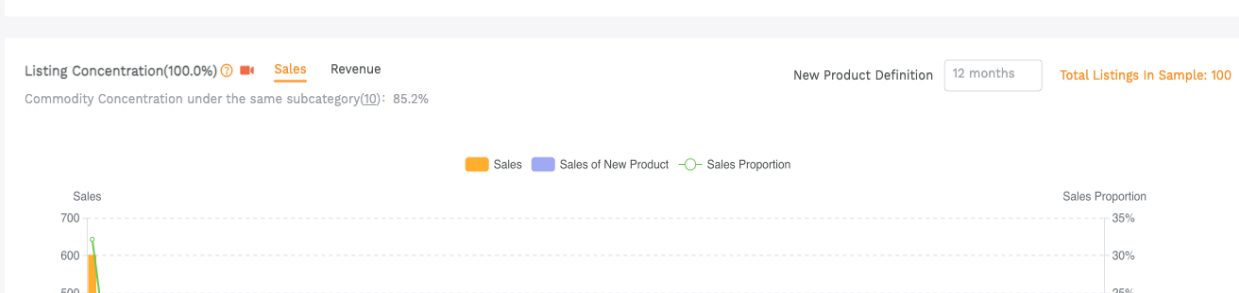 Listing Concentration(100.0%) Sales Revenue New Product Definition 12 months Total Listings In Sample: 100
Commodity Concentration under the same subcategory(10): 85.2%
Sales Sales of New Product Sales Proportion
Sales Sales Proportion
700 35%
600 30%
500 25%